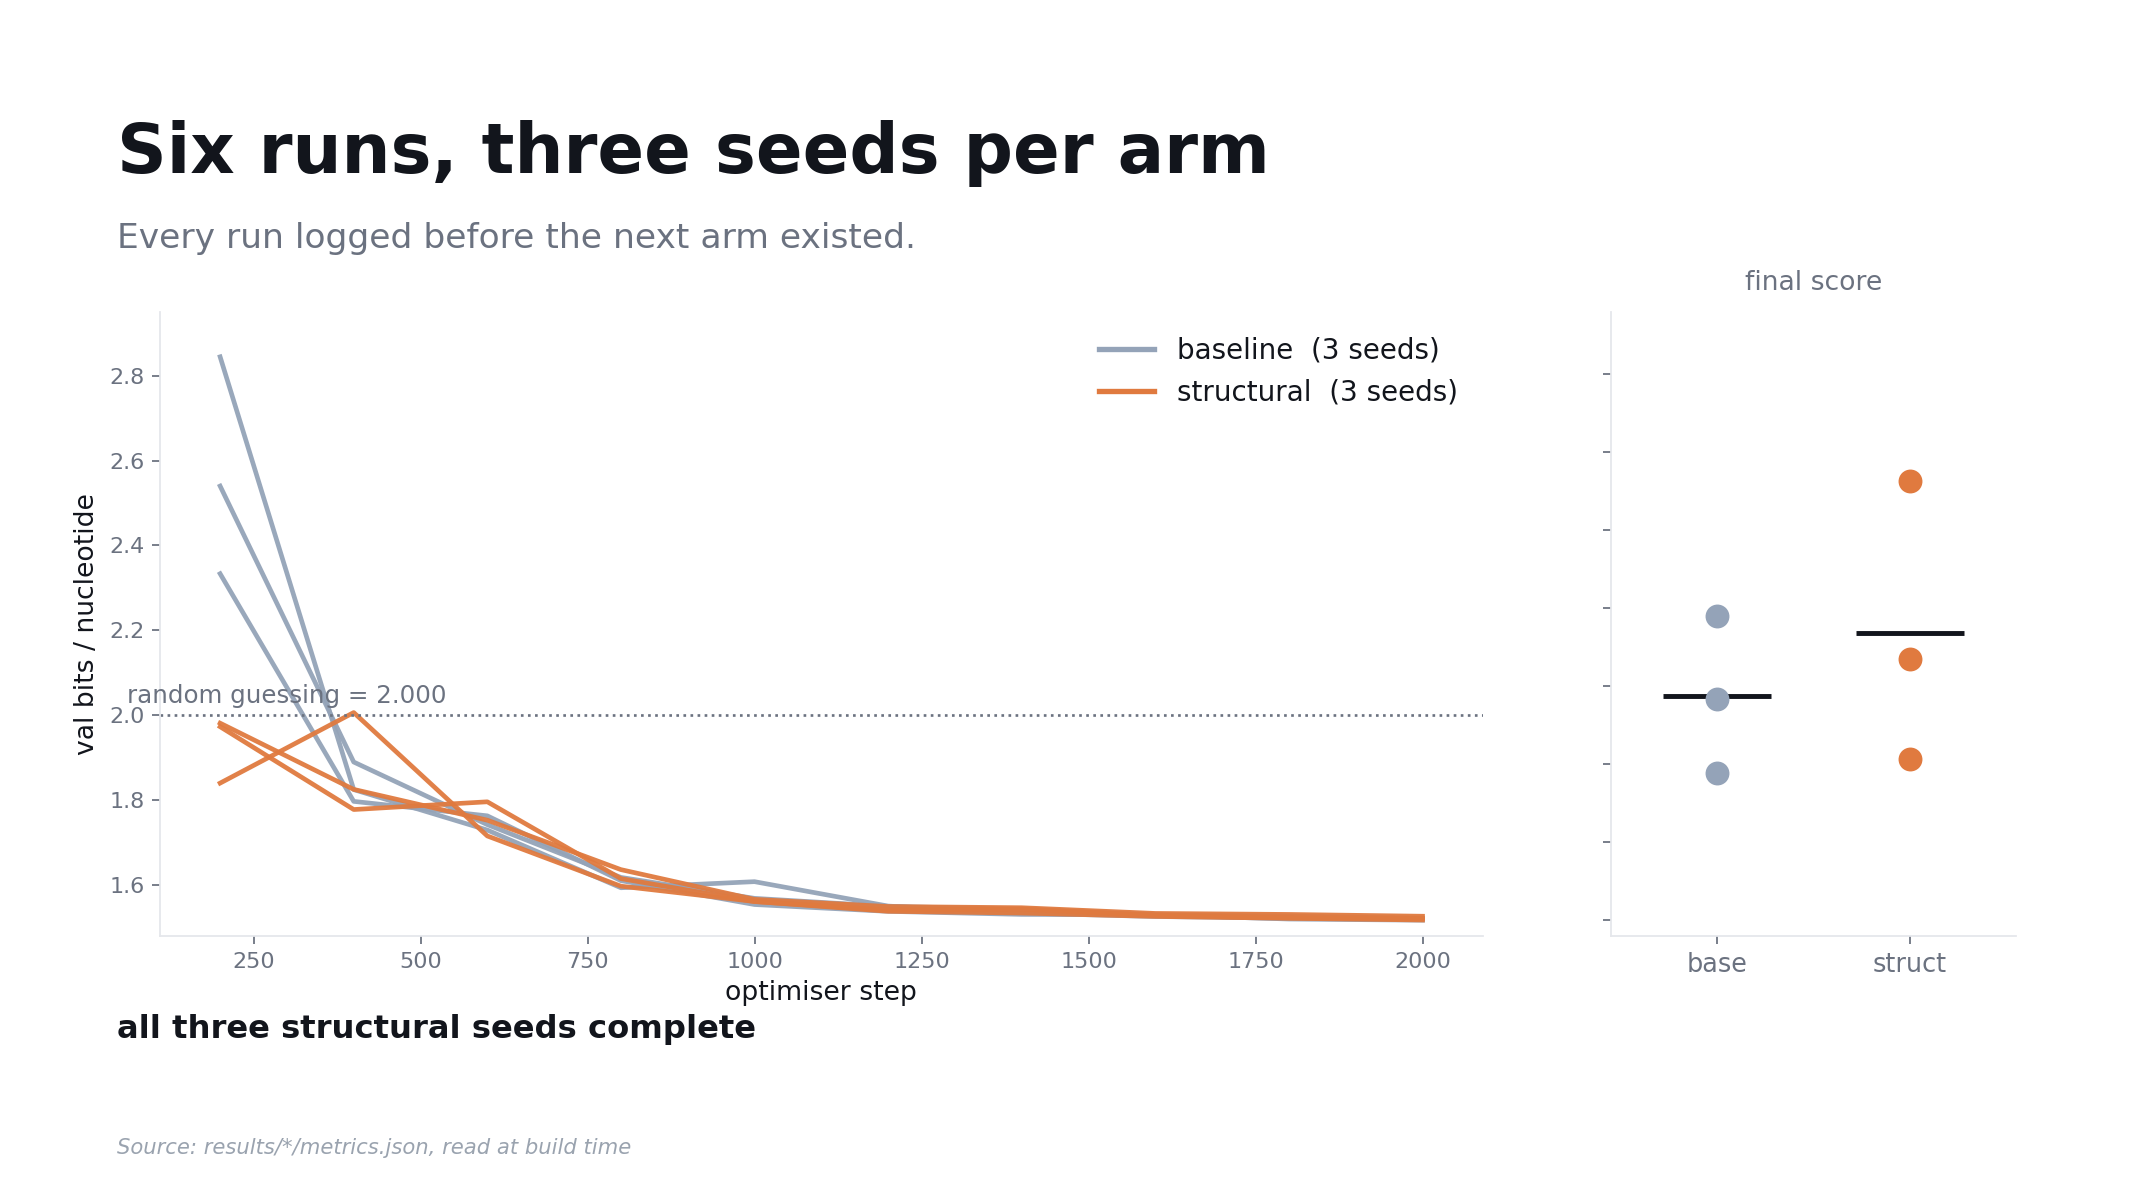 Six runs, three seeds per arm
Every run logged before the next arm existed.
final score
baseline  (3 seeds)
structural  (3 seeds)
val bits / nucleotide
2.8
2.6
2.4
2.2
random guessing = 2.000
2.0
1.8
1.6
250 500 750 1000 1250 1500 1750 2000
optimiser step
base struct
all three structural seeds complete
Source: results/*/metrics.json, read at build time